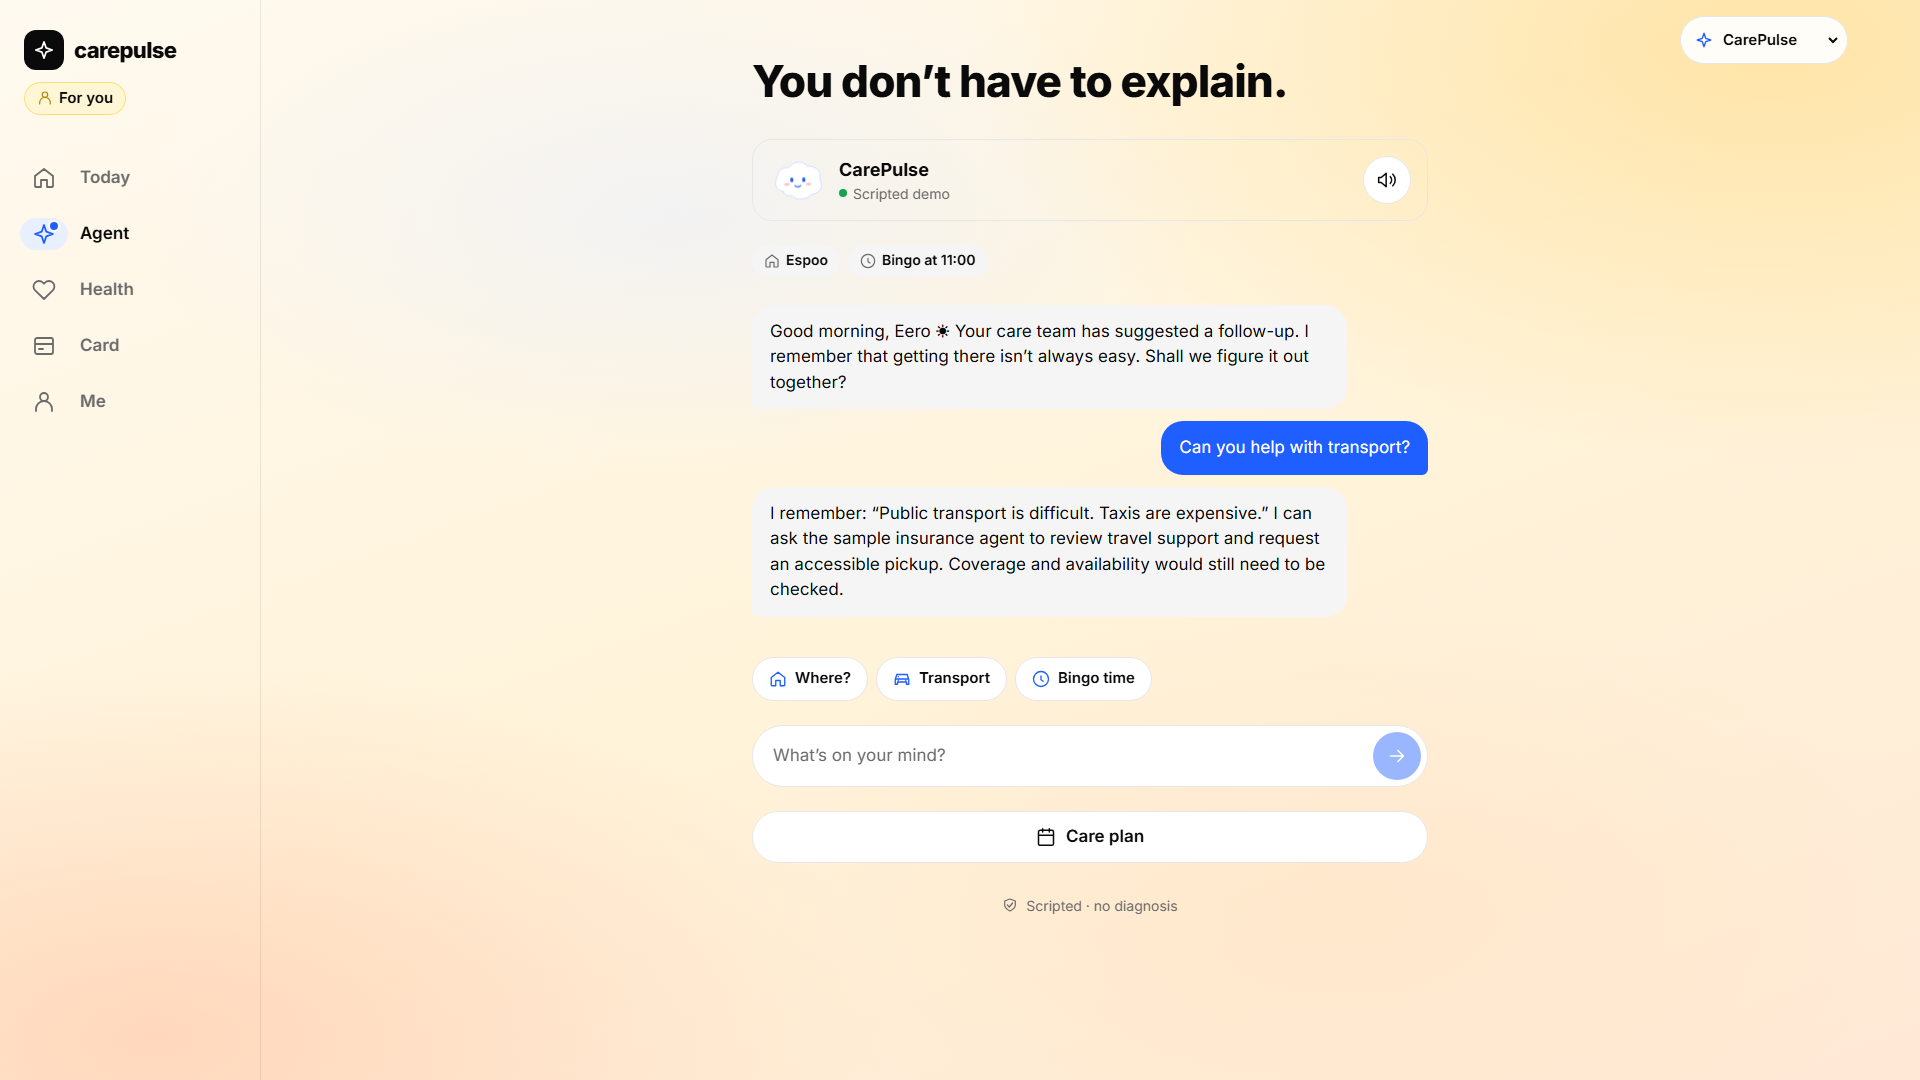 carepulse
For you
Today
Agent
Health
Card
Me
CarePulse
You don’t have to explain.
CarePulse
Scripted demo
Espoo
Bingo at 11:00
Good morning, Eero ☀ Your care team has suggested a follow-up. I
remember that getting there isn’t always easy. Shall we figure it out
together?
Can you help with transport?
I remember: “Public transport is difficult. Taxis are expensive.” I can
ask the sample insurance agent to review travel support and request
an accessible pickup. Coverage and availability would still need to be
checked.
Where?
Transport
Bingo time
What’s on your mind?
Care plan
Scripted · no diagnosis